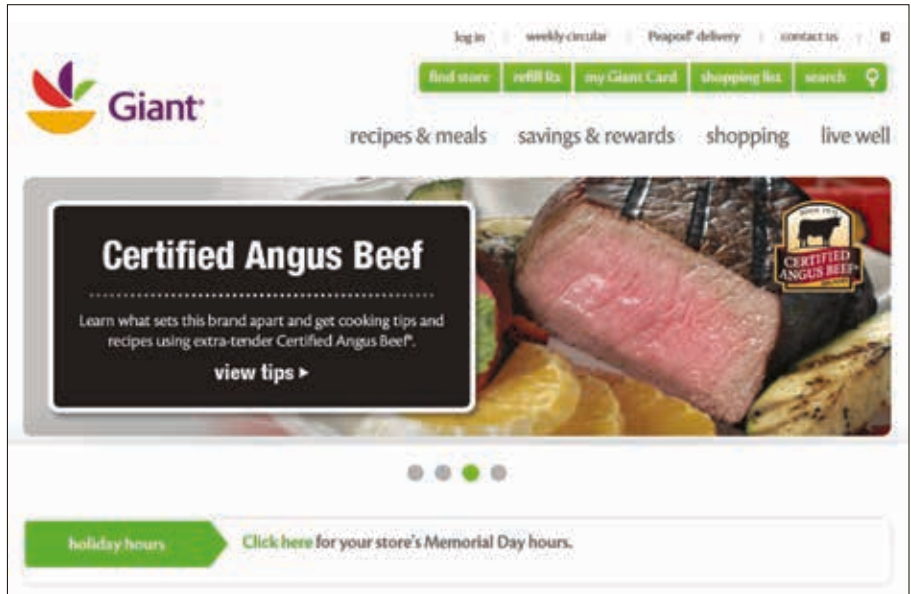 log in weekly circular Peapod® delivery contact us
find store refill Rx my Giant Card shopping list search
Giant
recipes & meals savings & rewards shopping live well
Certified Angus Beef
Learn what sets this brand apart and get cooking tips and
recipes using extra-tender Certified Angus Beef®.
view tips
CERTIFIED
ANGUS BEEF
holiday hours
Click here for your store's Memorial Day hours.